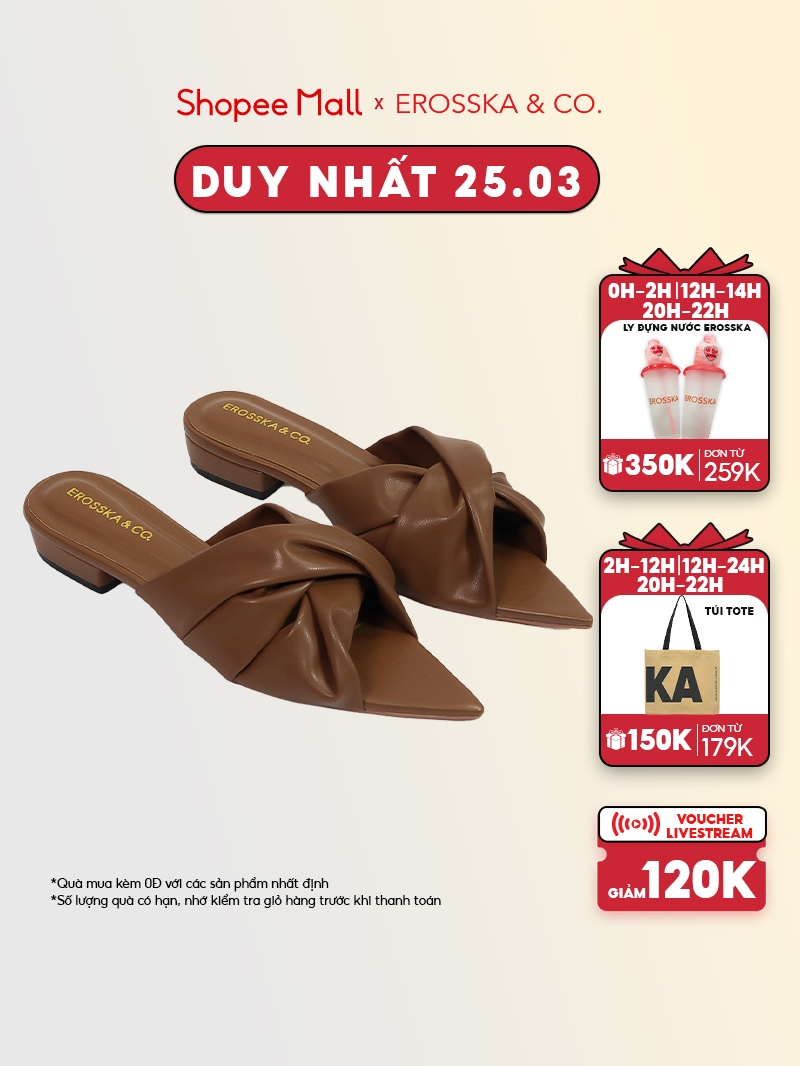 Shopee Mall x EROSSKA & CO.
DUY NHẤT 25.03
0H-2H|12H-14H
20H-22H
LY ĐỰNG NƯỚC EROSSKA
EROSSKA EROSSKA
350K ĐƠN TỪ
259K
EROSSKA & CO.
EROSSKA & CO.
2H-12H|12H-24H
20H-22H
TÚI TOTE
KA
150K ĐƠN TỪ
179K
VOUCHER
LIVESTREAM
GIẢM 120K
*Quà mua kèm 0Đ với các sản phẩm nhất định
*Số lượng quà có hạn, nhớ kiểm tra giỏ hàng trước khi thanh toán